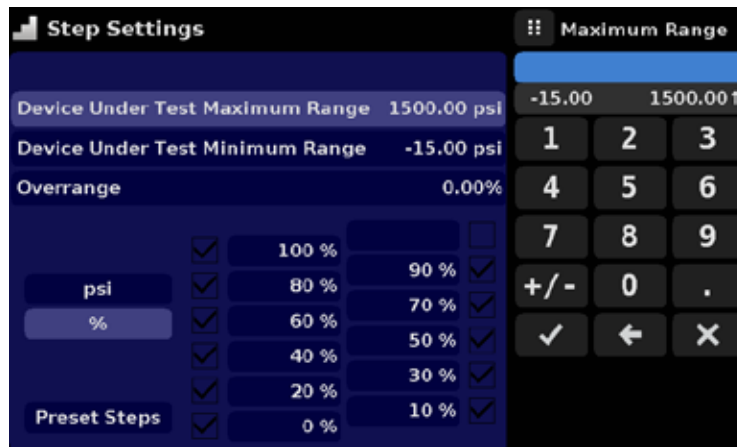 Step Settings
Maximum Range
Device Under Test Maximum Range 1500.00 psi
Device Under Test Minimum Range -15.00 psi
Overrange 0.00%
100 %
90 %
psi
80 %
70 %
%
60 %
50 %
40 %
30 %
20 %
Preset Steps
10 %
0 %
-15.00 1500.00↑
1 2 3
4 5 6
7 8 9
+/- 0 .